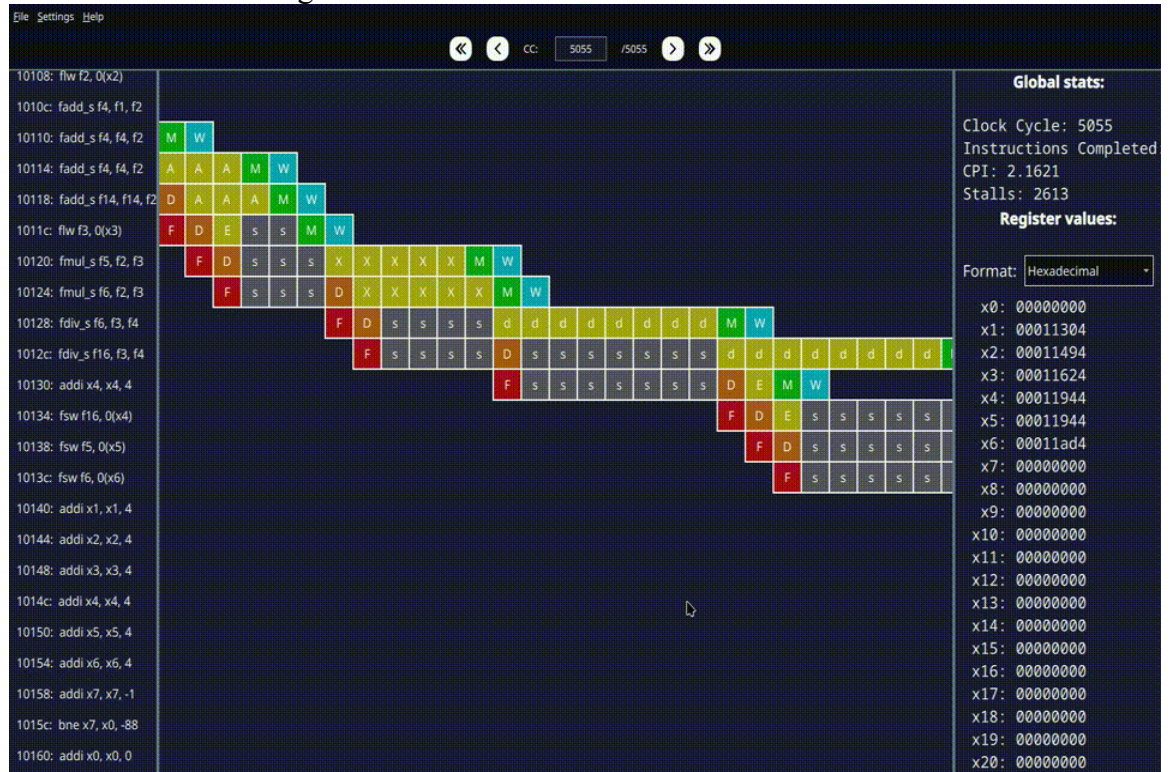 File Settings Help
CC: 5055 /5055
10108: flw f2, 0(x2)
1010c: fadd_s f4, f1, f2
10110: fadd_s f4, f4, f2 M W
10114: fadd_s f4, f4, f2 A A A M W
10118: fadd_s f14, f14, f2 D A A A M W
1011c: flw f3, 0(x3) F D E s s M W
10120: fmul_s f5, f2, f3 F D s s s X X X X X M W
10124: fmul_s f6, f2, f3 F s s s D X X X X X M W
10128: fdiv_s f6, f3, f4 F D s s s s d d d d d d d d M W
1012c: fdiv_s f16, f3, f4 F s s s s D s s s s s s s d d d d d d d d
10130: addi x4, x4, 4 F s s s s s s s D E M W
10134: fsw f16, 0(x4) F D E s s s s s
10138: fsw f5, 0(x5) F D s s s s s
1013c: fsw f6, 0(x6) F s s s s s
10140: addi x1, x1, 4
10144: addi x2, x2, 4
10148: addi x3, x3, 4
1014c: addi x4, x4, 4
10150: addi x5, x5, 4
10154: addi x6, x6, 4
10158: addi x7, x7, -1
1015c: bne x7, x0, -88
10160: addi x0, x0, 0
Global stats:
Clock Cycle: 5055
Instructions Completed
CPI: 2.1621
Stalls: 2613
Register values:
Format: Hexadecimal
x0: 00000000
x1: 00011304
x2: 00011494
x3: 00011624
x4: 00011944
x5: 00011944
x6: 00011ad4
x7: 00000000
x8: 00000000
x9: 00000000
x10: 00000000
x11: 00000000
x12: 00000000
x13: 00000000
x14: 00000000
x15: 00000000
x16: 00000000
x17: 00000000
x18: 00000000
x19: 00000000
x20: 00000000